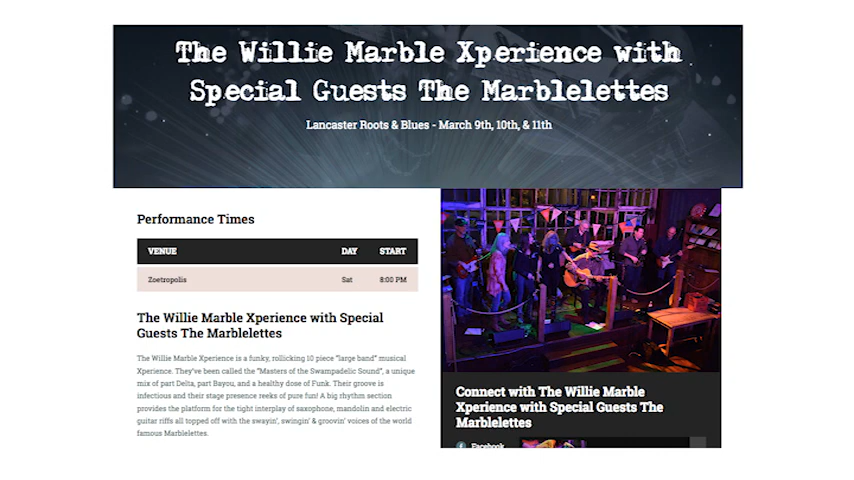 The Willie Marble Xperience with
Special Guests The Marblelettes
Lancaster Roots & Blues - March 9th, 10th, & 11th
Performance Times
VENUE DAY START
Zoetropolis Sat 8:00 PM
The Willie Marble Xperience with Special
Guests The Marblelettes
The Willie Marble Xperience is a funky, rollicking 10 piece "large band" musical
Xperience. They've been called the "Masters of the Swampadelic Sound", a unique
mix of part Delta, part Bayou, and a healthy dose of Funk. Their groove is
infectious and their stage presence reeks of pure fun! A big rhythm section
provides the platform for the tight interplay of saxophone, mandolin and electric
guitar riffs all topped off with the swayin', swingin' & groovin' voices of the world
famous Marblelettes.
Connect with The Willie Marble
Xperience with Special Guests The
Marblelettes
Facebook